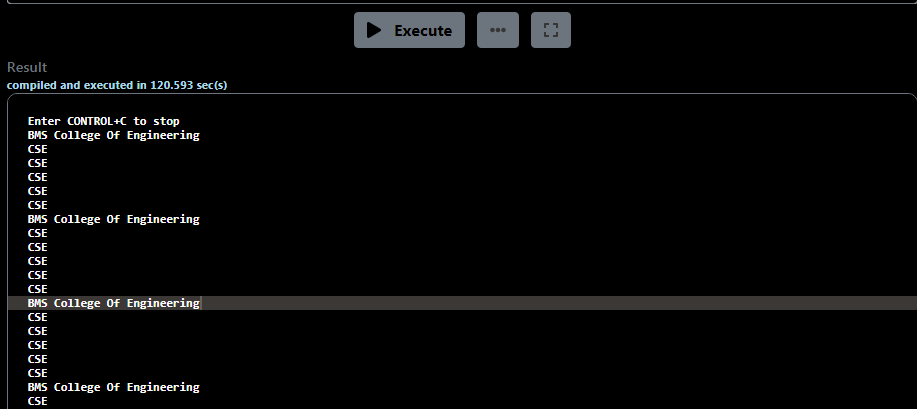 Execute
Result
compiled and executed in 120.593 sec(s)
Enter CONTROL+C to stop
BMS College Of Engineering
CSE
CSE
CSE
CSE
CSE
BMS College Of Engineering
CSE
CSE
CSE
CSE
CSE
BMS College Of Engineering
CSE
CSE
CSE
CSE
CSE
BMS College Of Engineering
CSE